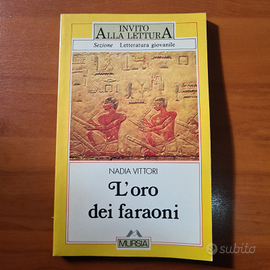 INVITO
ALLA LETTURA
Sezione Letteratura giovanile
NADIA VITTORI
L'oro
dei faraoni
MURSIA
subito